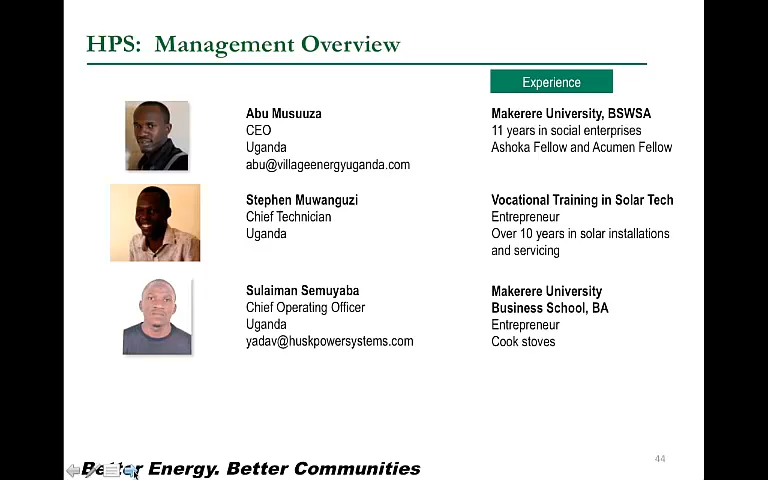 HPS: Management Overview
Experience
Abu Musuuza
CEO
Uganda
abu@villageenergyuganda.com
Makerere University, BSWSA
11 years in social enterprises
Ashoka Fellow and Acumen Fellow
Stephen Muwanguzi
Chief Technician
Uganda
Vocational Training in Solar Tech
Entrepreneur
Over 10 years in solar installations
and servicing
Sulaiman Semuyaba
Chief Operating Officer
Uganda
yadav@huskpowersystems.com
Makerere University
Business School, BA
Entrepreneur
Cook stoves
44
Better Energy. Better Communities